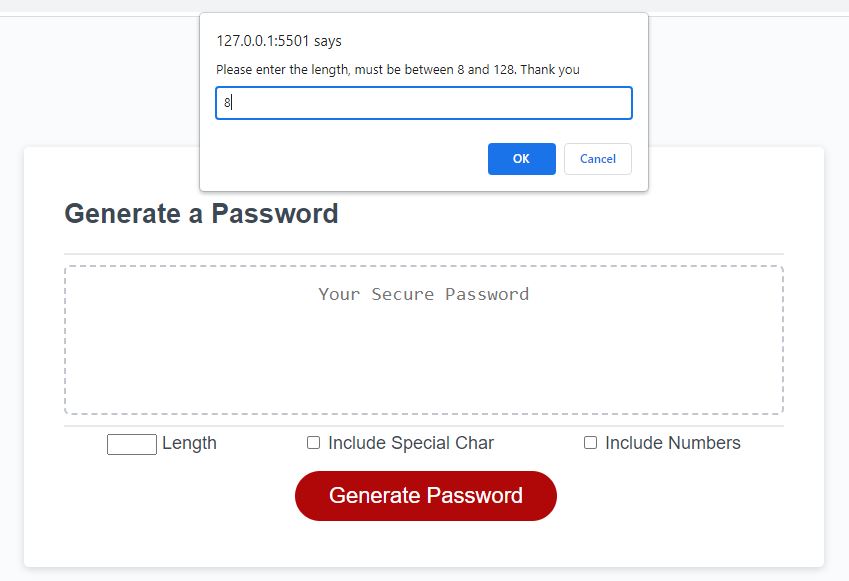 127.0.0.1:5501 says
Please enter the length, must be between 8 and 128. Thank you
8
OK Cancel
Generate a Password
Your Secure Password
Length Include Special Char Include Numbers
Generate Password